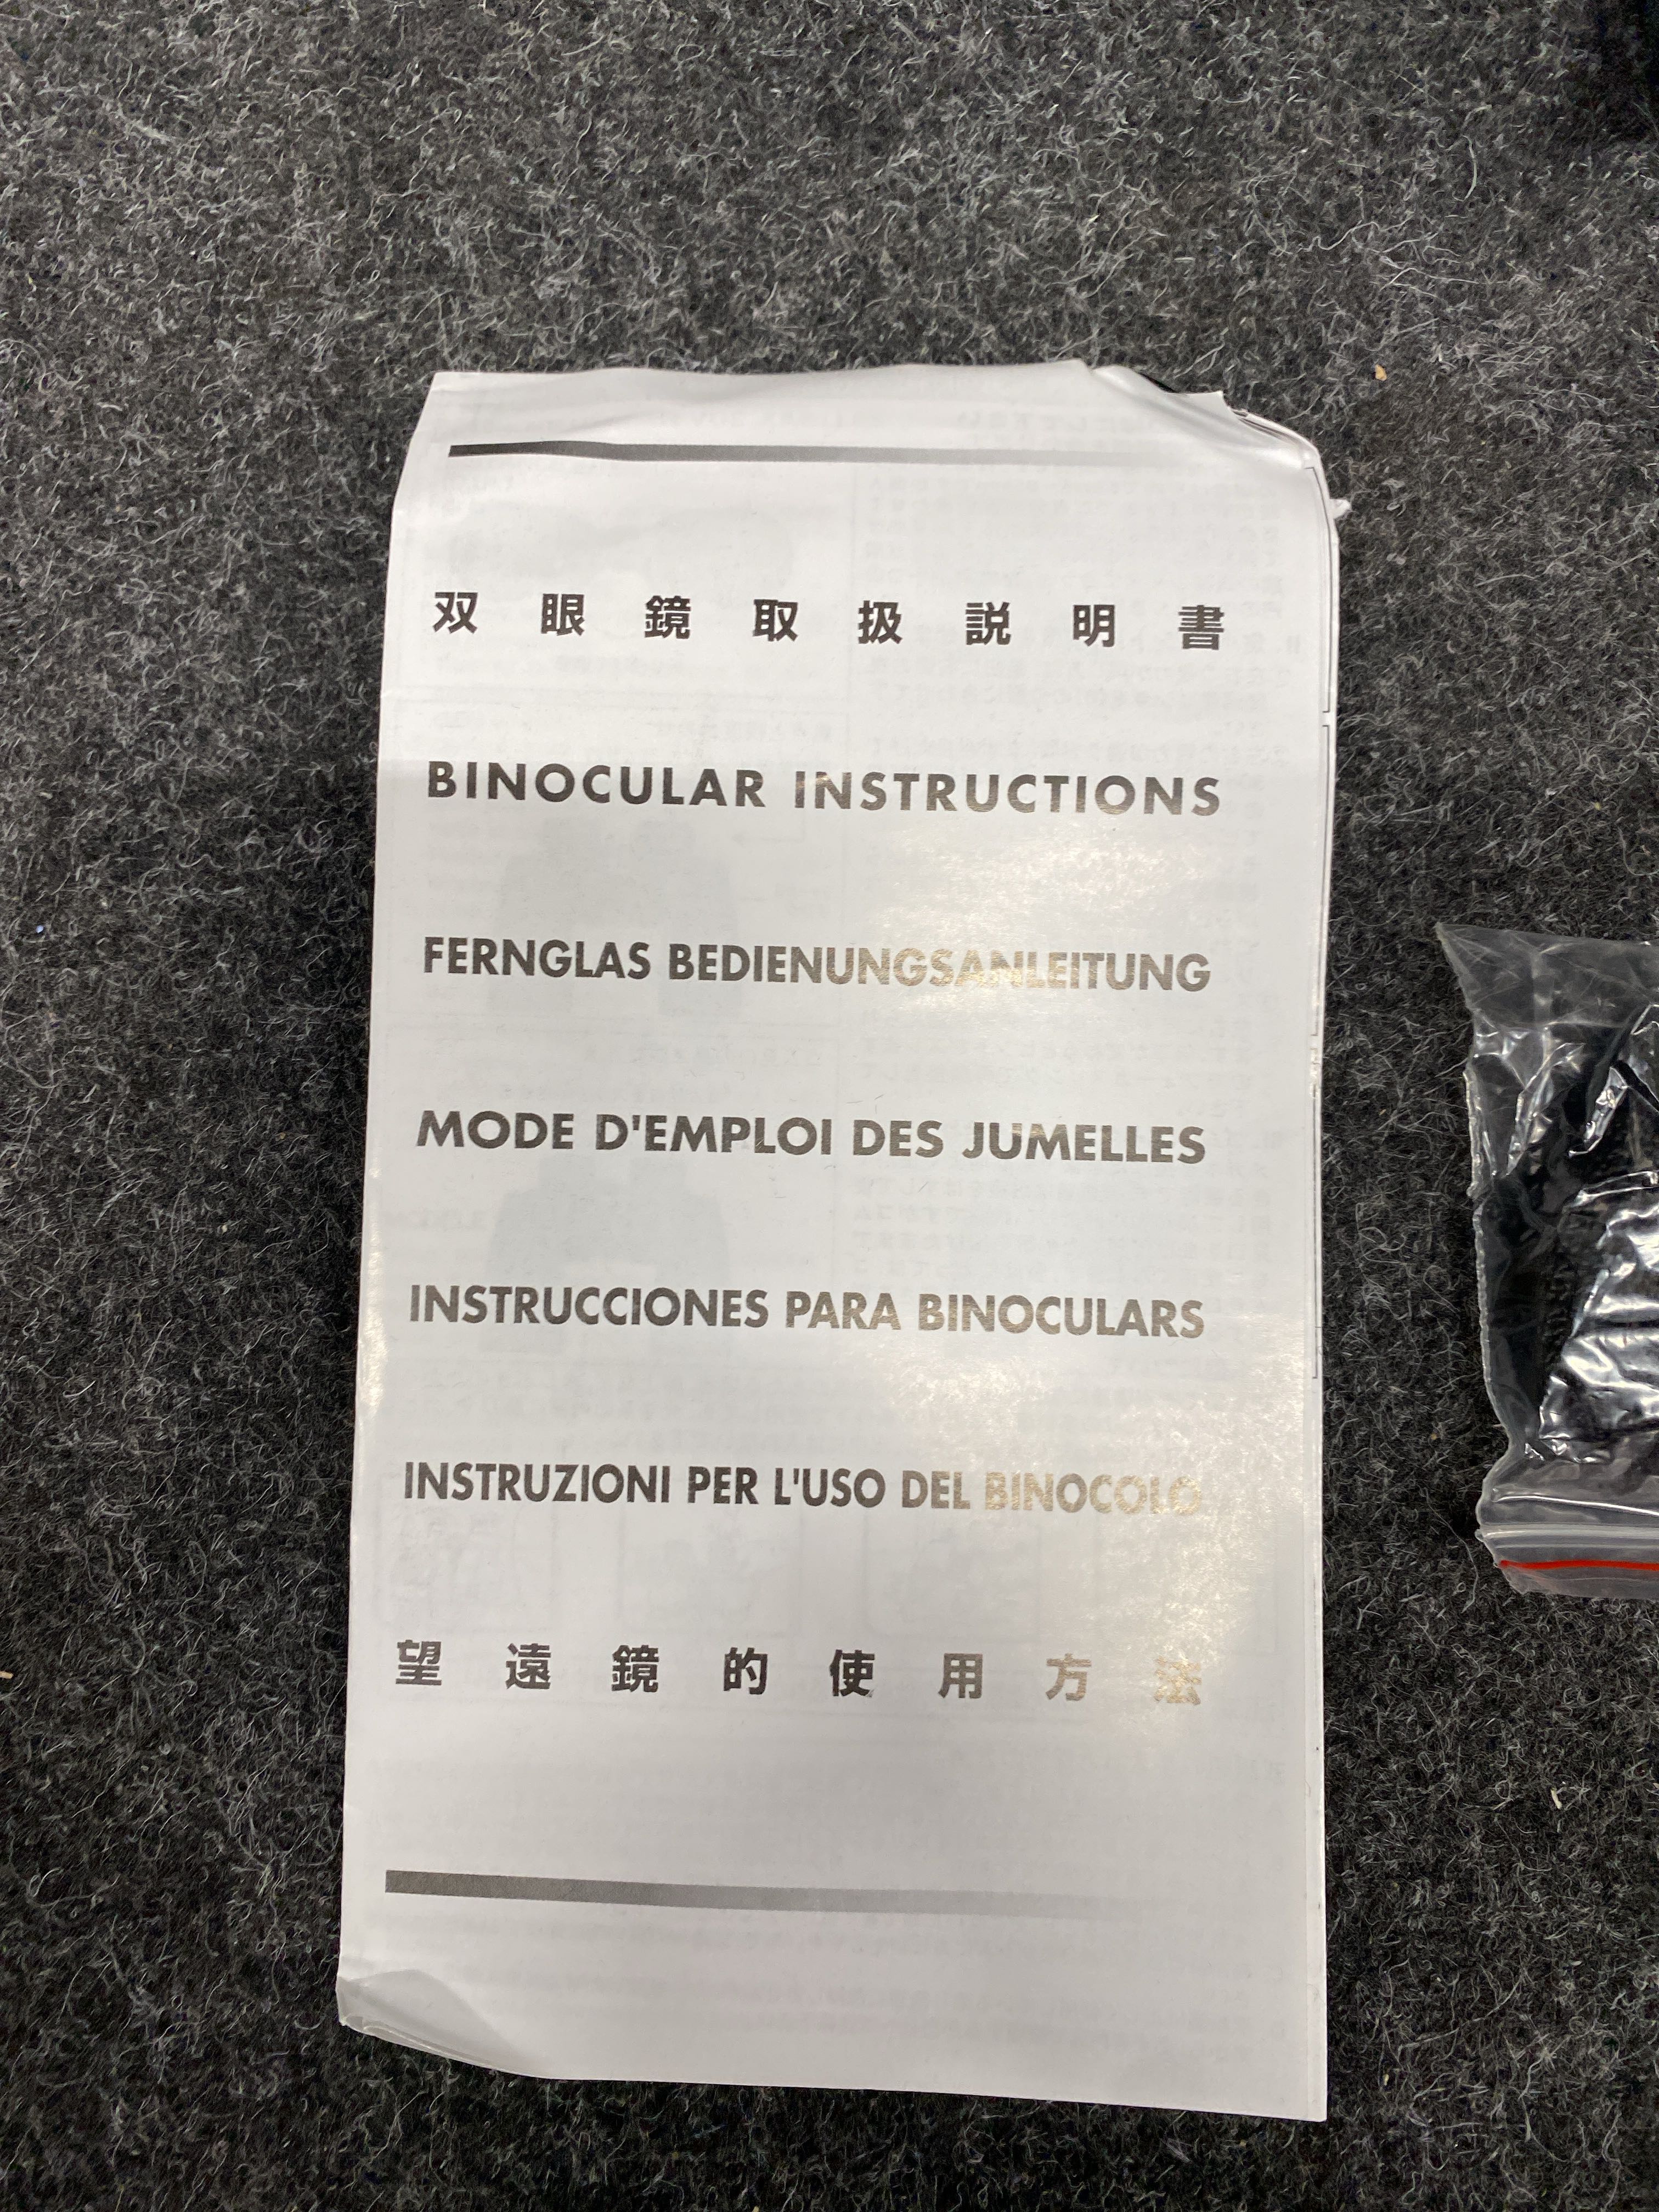 双眼鏡取扱説明書
BINOCULAR INSTRUCTIONS
FERNGLAS BEDIENUNGSANLEITUNG
MODE D'EMPLOI DES JUMELLES
INSTRUCCIONES PARA BINOCULARS
INSTRUZIONI PER L'USO DEL BINOCOLO
望遠鏡的使用方法